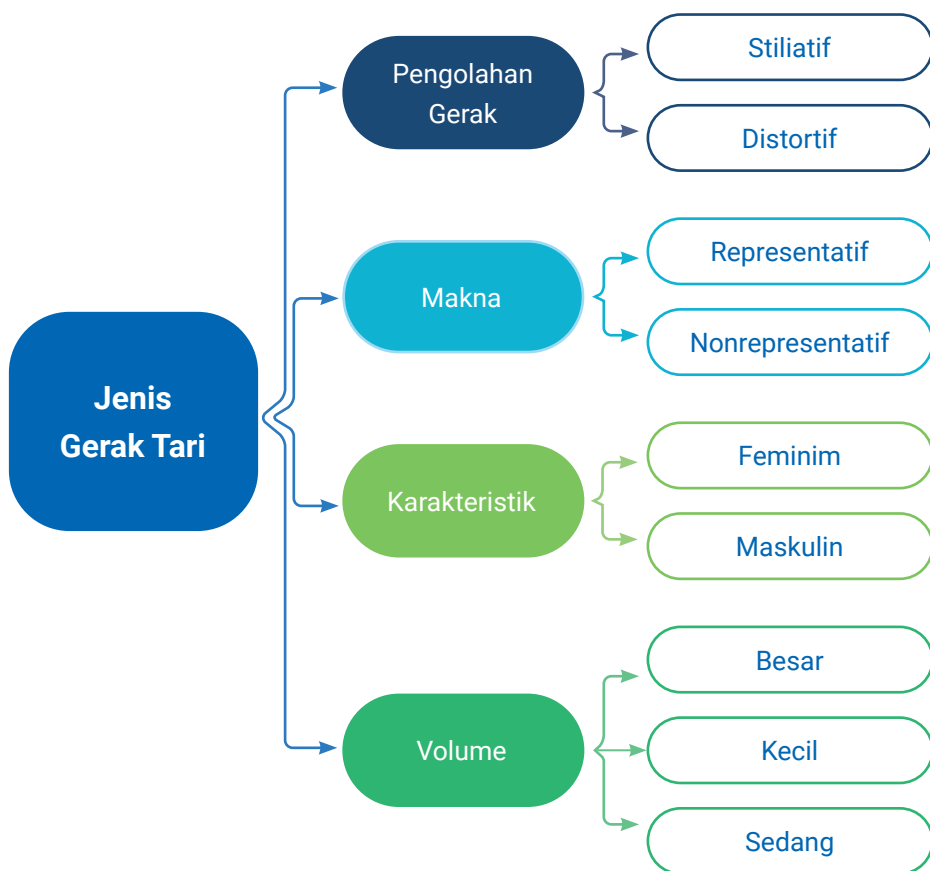 Jenis
Gerak Tari
Pengolahan
Gerak
Stiliatif
Distortif
Makna
Representatif
Nonrepresentatif
Karakteristik
Feminim
Maskulin
Volume
Besar
Kecil
Sedang